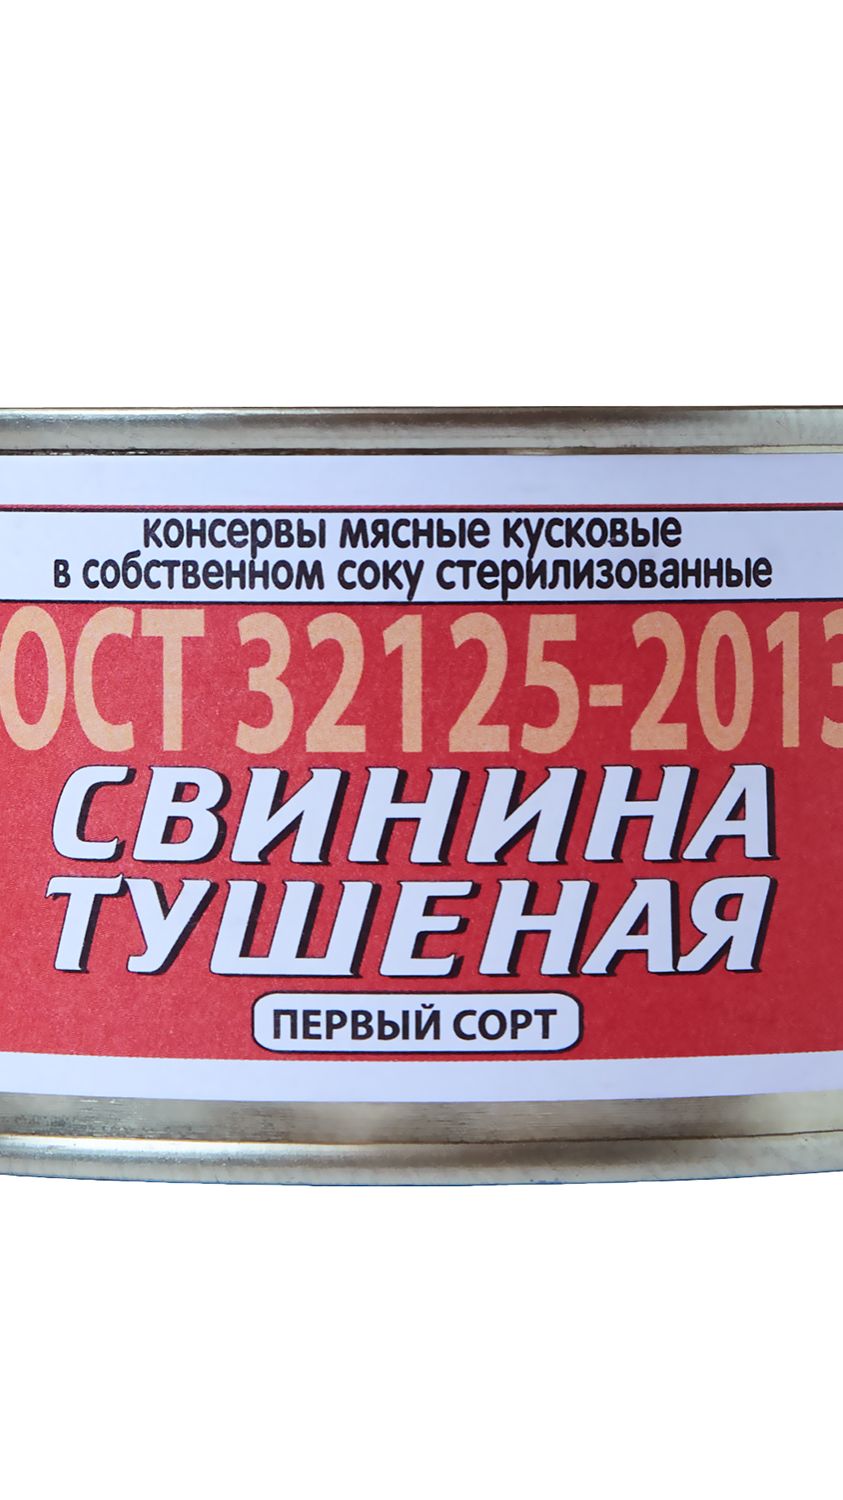 консервы мясные кусковые
в собственном соку стерилизованные
ОСТ 32125-2013
СВИНИНА
ТУШЕНАЯ
ПЕРВЫЙ СОРТ